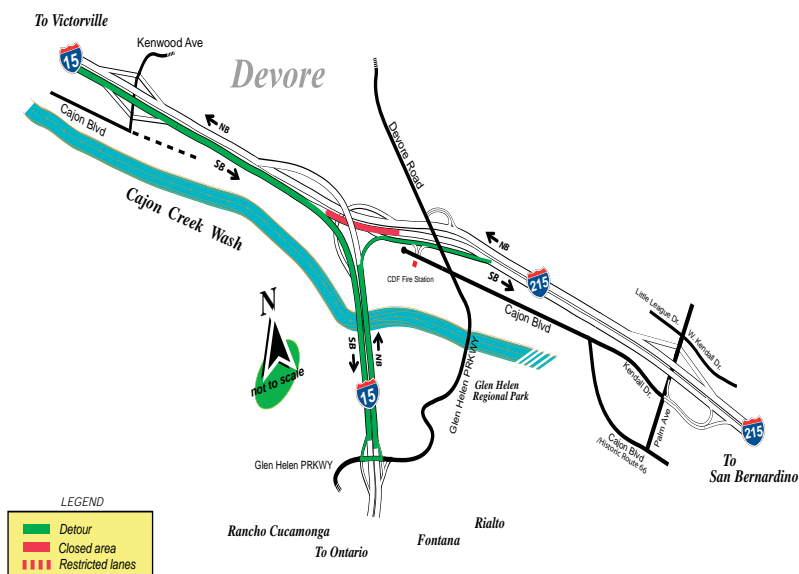 To Victorville
15
Kenwood Ave
Devore
Cajon Blvd
NB
SB
Devore Road
Cajon Creek Wash
NB
SB
215
CDF Fire Station
Cajon Blvd
Little League Dr.
W. Kendall Dr.
N
not to scale
SB
NB
15
Glen Helen PRKWY
Glen Helen
Regional Park
Kendall Dr.
Palm Ave
Cajon Blvd
/Historic Route 66
215
To
San Bernardino
Glen Helen PRKWY
LEGEND
Detour
Closed area
Restricted lanes
Rancho Cucamonga
To Ontario
Fontana
Rialto